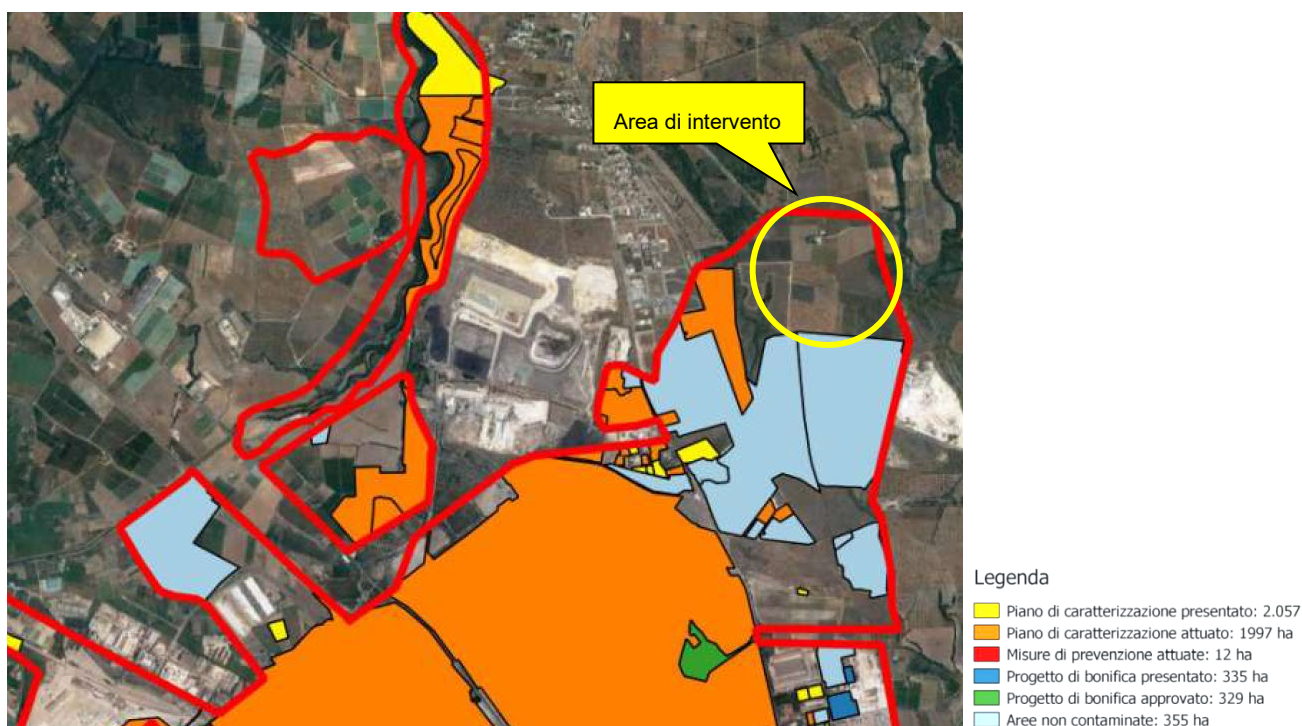 Area di intervento
Legenda
Piano di caratterizzazione presentato: 2.057
Piano di caratterizzazione attuato: 1997 ha
Misure di prevenzione attuate: 12 ha
Progetto di bonifica presentato: 335 ha
Progetto di bonifica approvato: 329 ha
Aree non contaminate: 355 ha